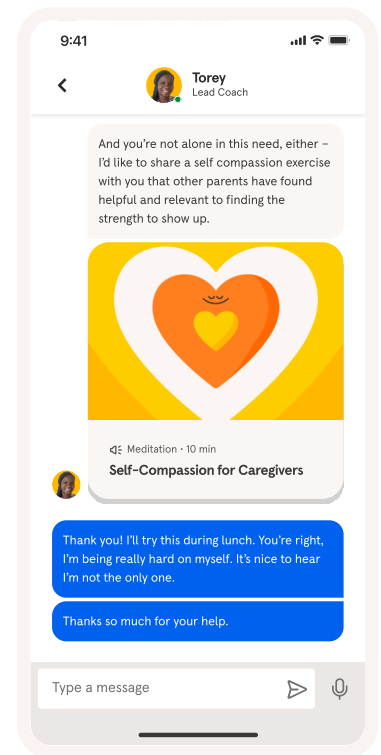 9:41
Torey
Lead Coach
And you’re not alone in this need, either –
I’d like to share a self compassion exercise
with you that other parents have found
helpful and relevant to finding the
strength to show up.
Meditation • 10 min
Self-Compassion for Caregivers
Thank you! I’ll try this during lunch. You’re right,
I’m being really hard on myself. It’s nice to hear
I’m not the only one.
Thanks so much for your help.
Type a message